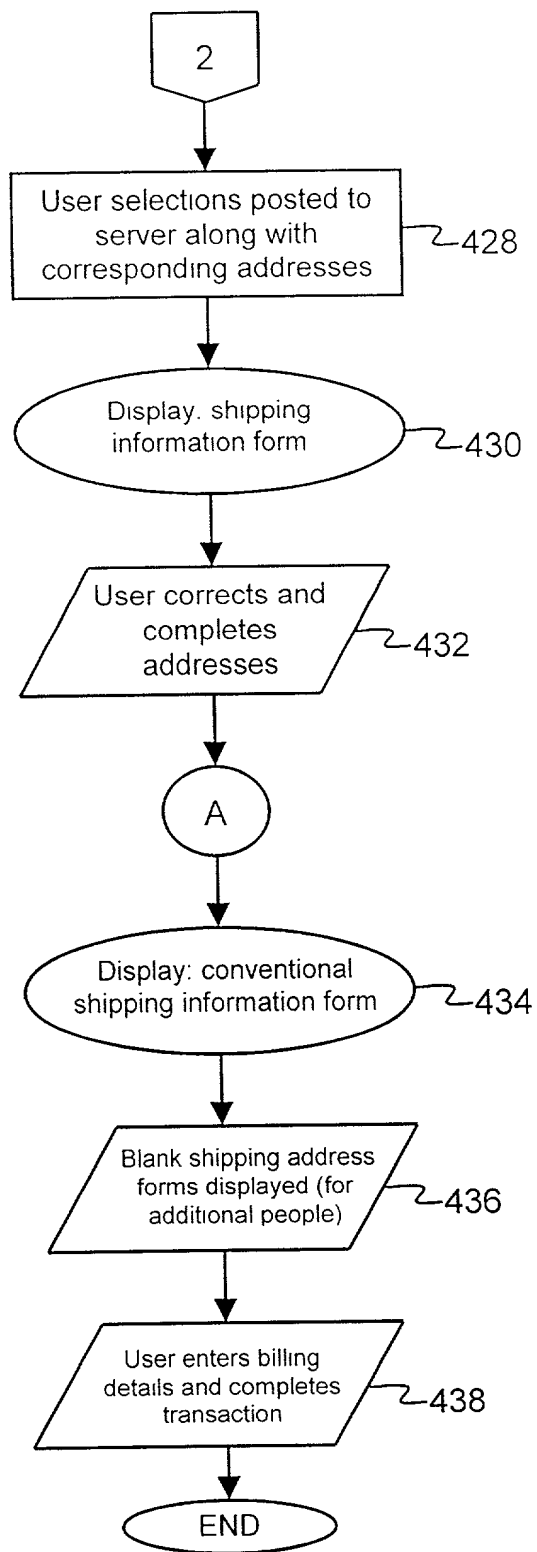 2
User selections posted to
server along with
corresponding addresses
428
Display. shipping
information form
430
User corrects and
completes
addresses
432
A
Display: conventional
shipping information form
434
Blank shipping address
forms displayed (for
additional people)
436
User enters billing
details and completes
transaction
438
END